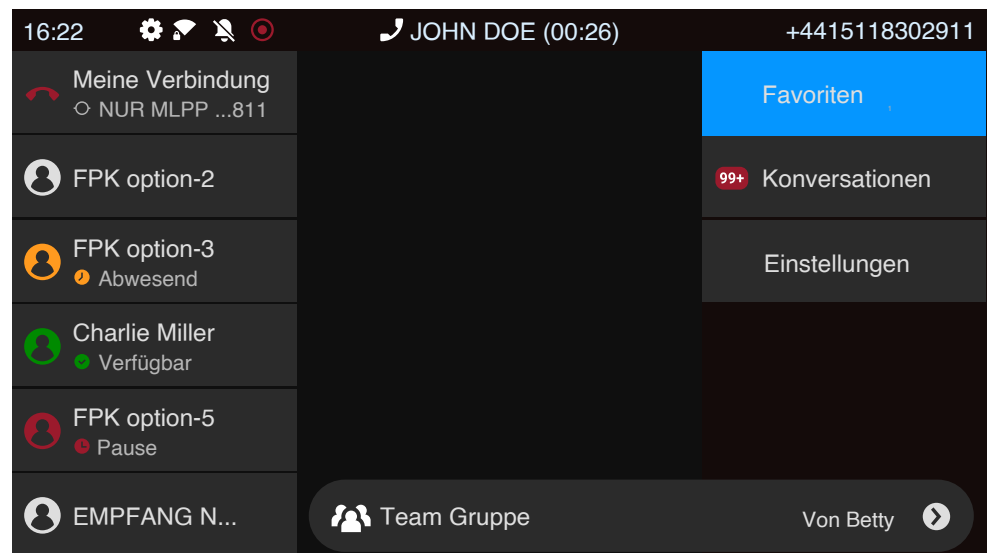 16:22
JOHN DOE (00:26)
+4415118302911
Meine Verbindung
NUR MLPP ...811
FPK option-2
FPK option-3
Abwesend
Charlie Miller
Verfügbar
FPK option-5
Pause
EMPFANG N...
Favoriten
1
99+ Konversationen
Einstellungen
Team Gruppe
Von Betty